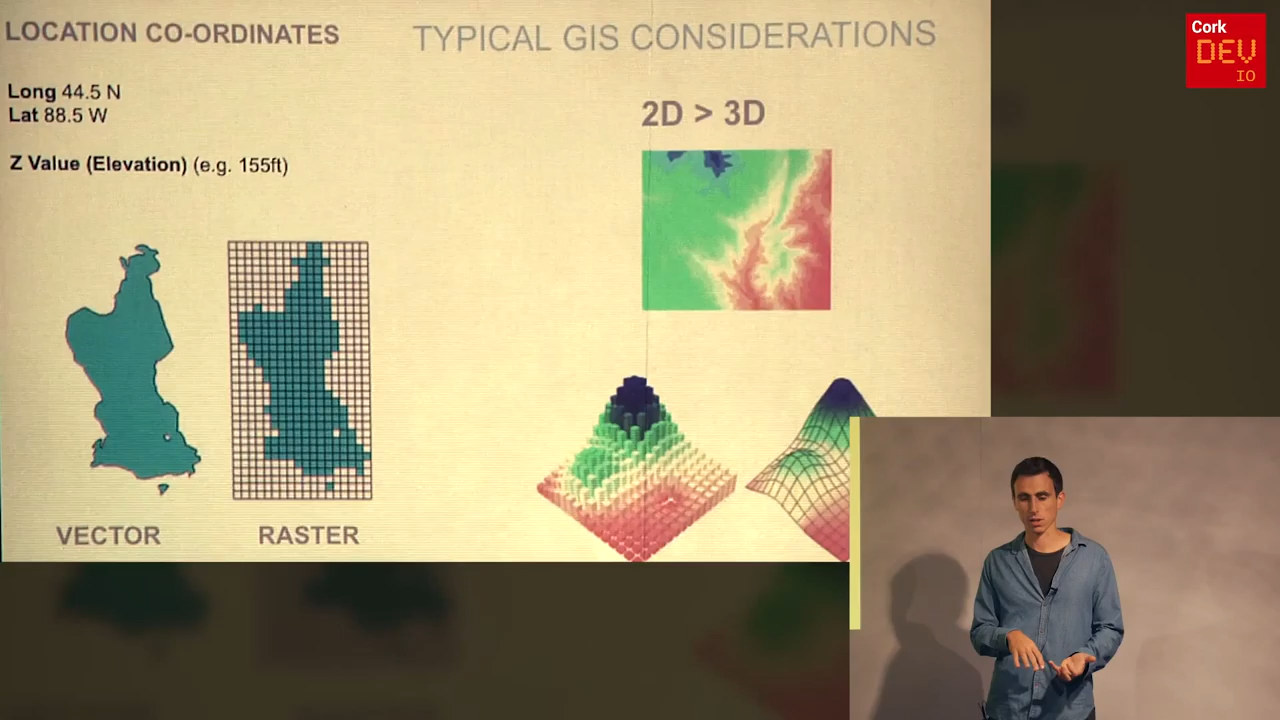 LOCATION CO-ORDINATES
TYPICAL GIS CONSIDERATIONS
Long 44.5 N
Lat 88.5 W
Z Value (Elevation) (e.g. 155ft)
2D > 3D
VECTOR
RASTER
Cork
DEV
IO